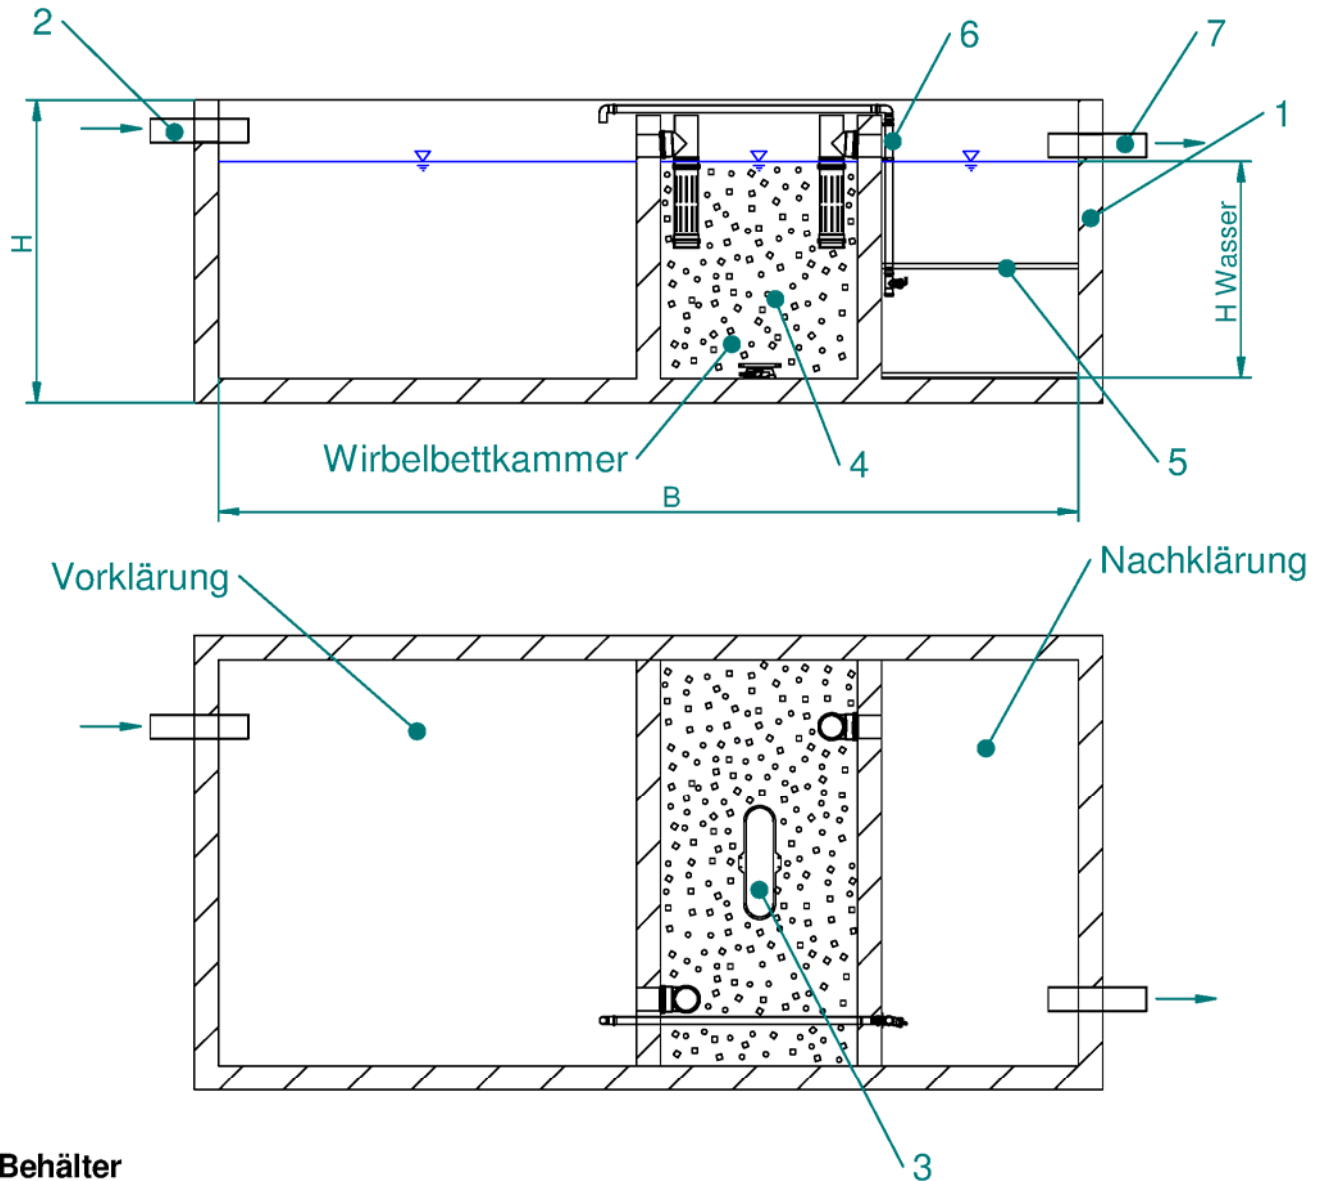 2
6
7
1
H
H Wasser
Wirbelbettkammer
4
5
B
Vorklärung
Nachklärung
3
Behälter